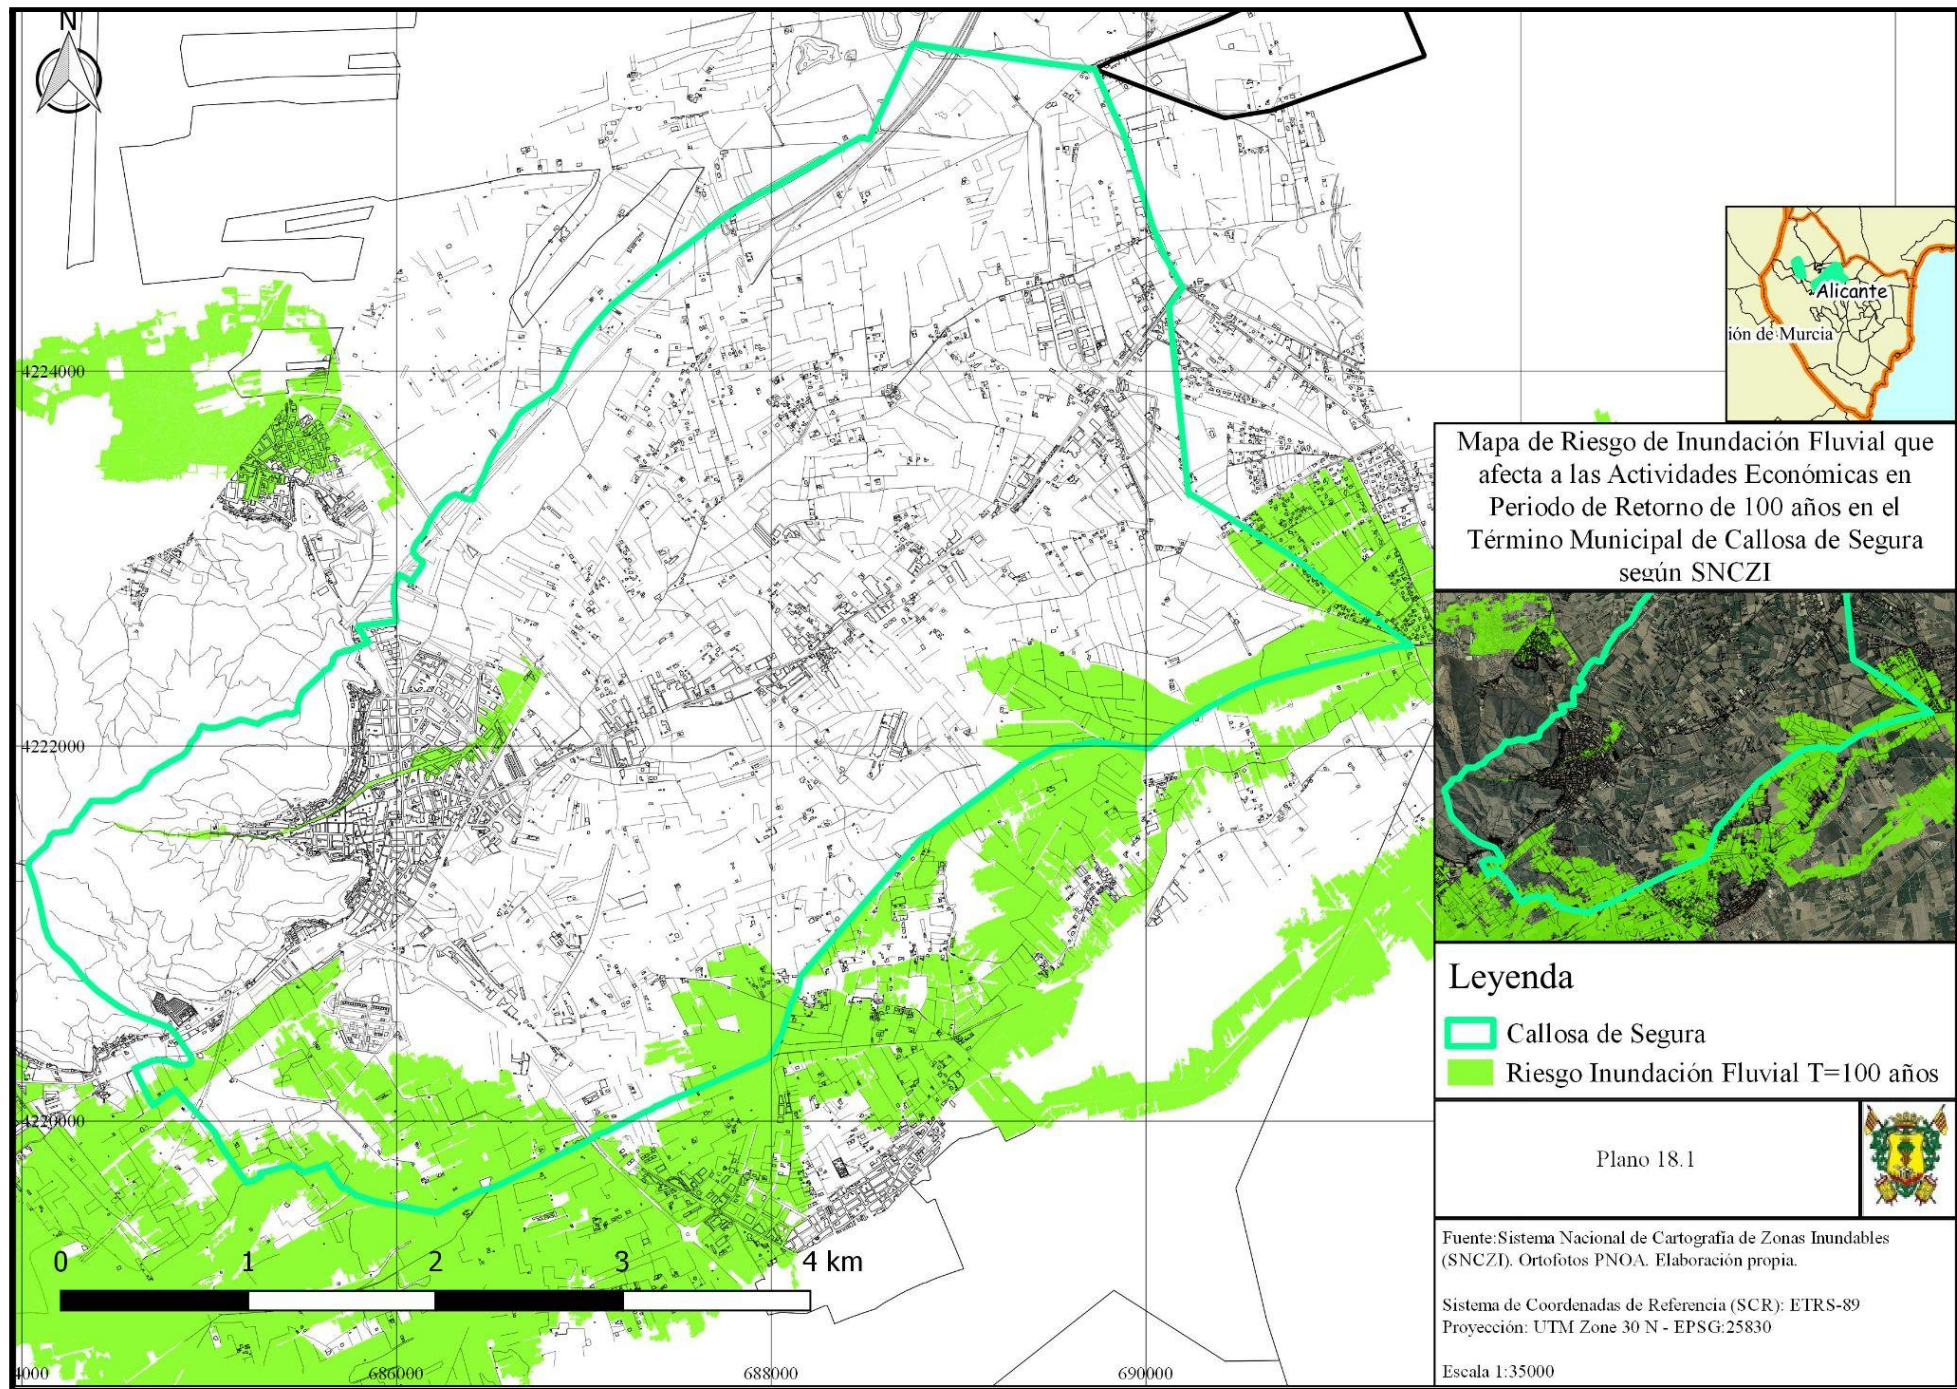 N
4224000
4222000
4220000
0 1 2 3 4 km
4000 686000 688000 690000
Alicante
ión de Murcia
Mapa de Riesgo de Inundación Fluvial que
afecta a las Actividades Económicas en
Periodo de Retorno de 100 años en el
Término Municipal de Callosa de Segura
según SNCZI
Leyenda
Callosa de Segura
Riesgo Inundación Fluvial T=100 años
Plano 18.1
Fuente:Sistema Nacional de Cartografía de Zonas Inundables
(SNCZI). Ortofotos PNOA. Elaboración propia.
Sistema de Coordenadas de Referencia (SCR): ETRS-89
Proyección: UTM Zone 30 N - EPSG:25830
Escala 1:35000